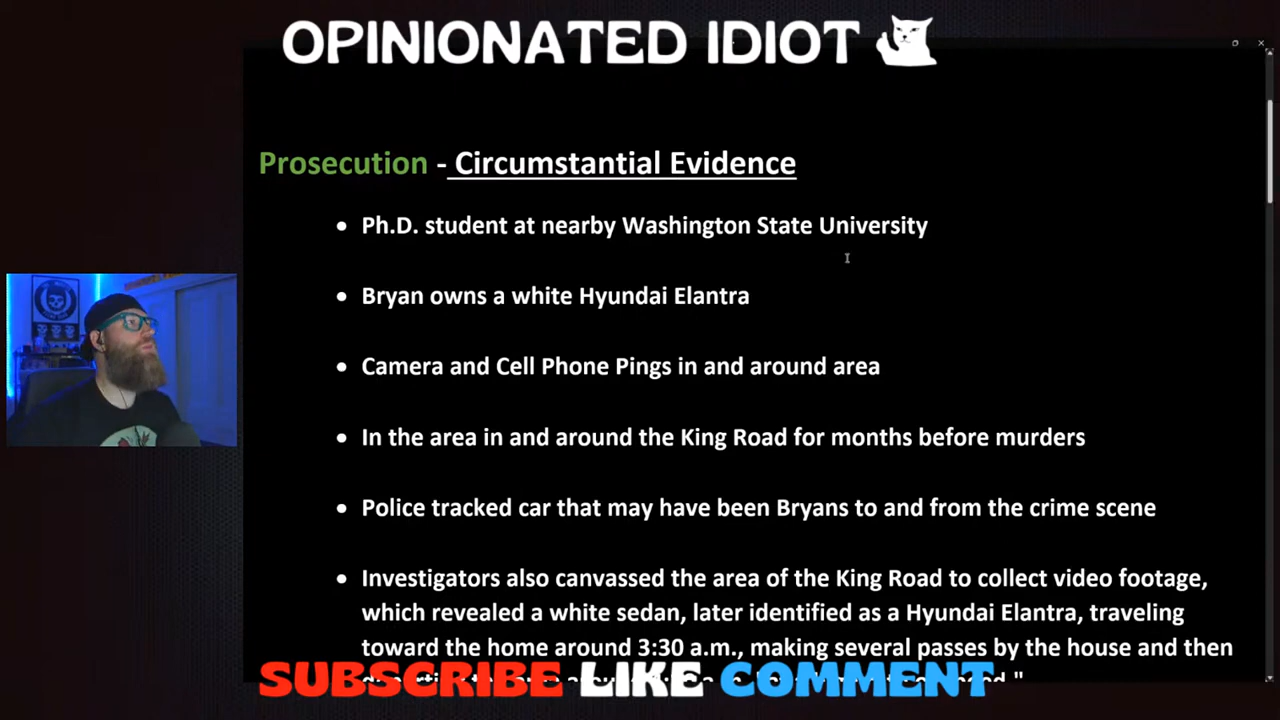 OPINIONATED IDIOT
Prosecution - Circumstantial Evidence
• Ph.D. student at nearby Washington State University
• Bryan owns a white Hyundai Elantra
• Camera and Cell Phone Pings in and around area
• In the area in and around the King Road for months before murders
• Police tracked car that may have been Bryans to and from the crime scene
• Investigators also canvassed the area of the King Road to collect video footage,
which revealed a white sedan, later identified as a Hyundai Elantra, traveling
toward the home around 3:30 a.m., making several passes by the house and then
SUBSCRIBE LIKE COMMENT